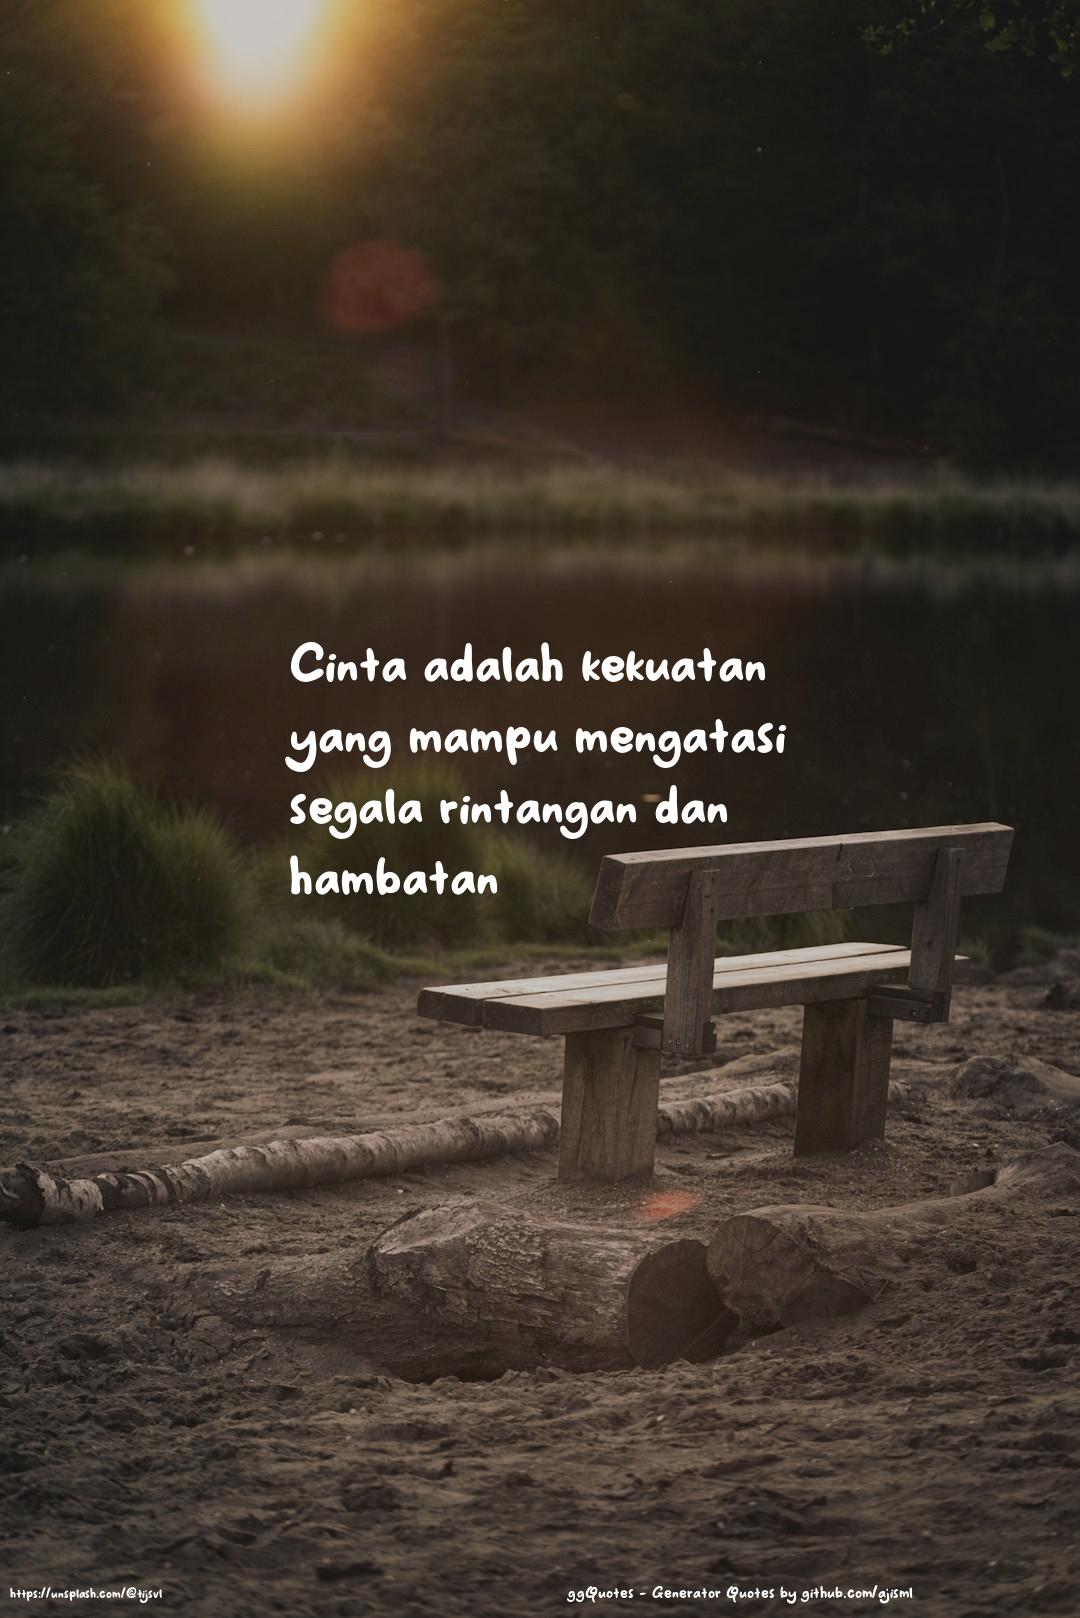 Cinta adalah kekuatan
yang mampu mengatasi
segala rintangan dan
hambatan
https://unsplash.com/@tjsvl
ggQuotes - Generator Quotes by github.com/ajisml